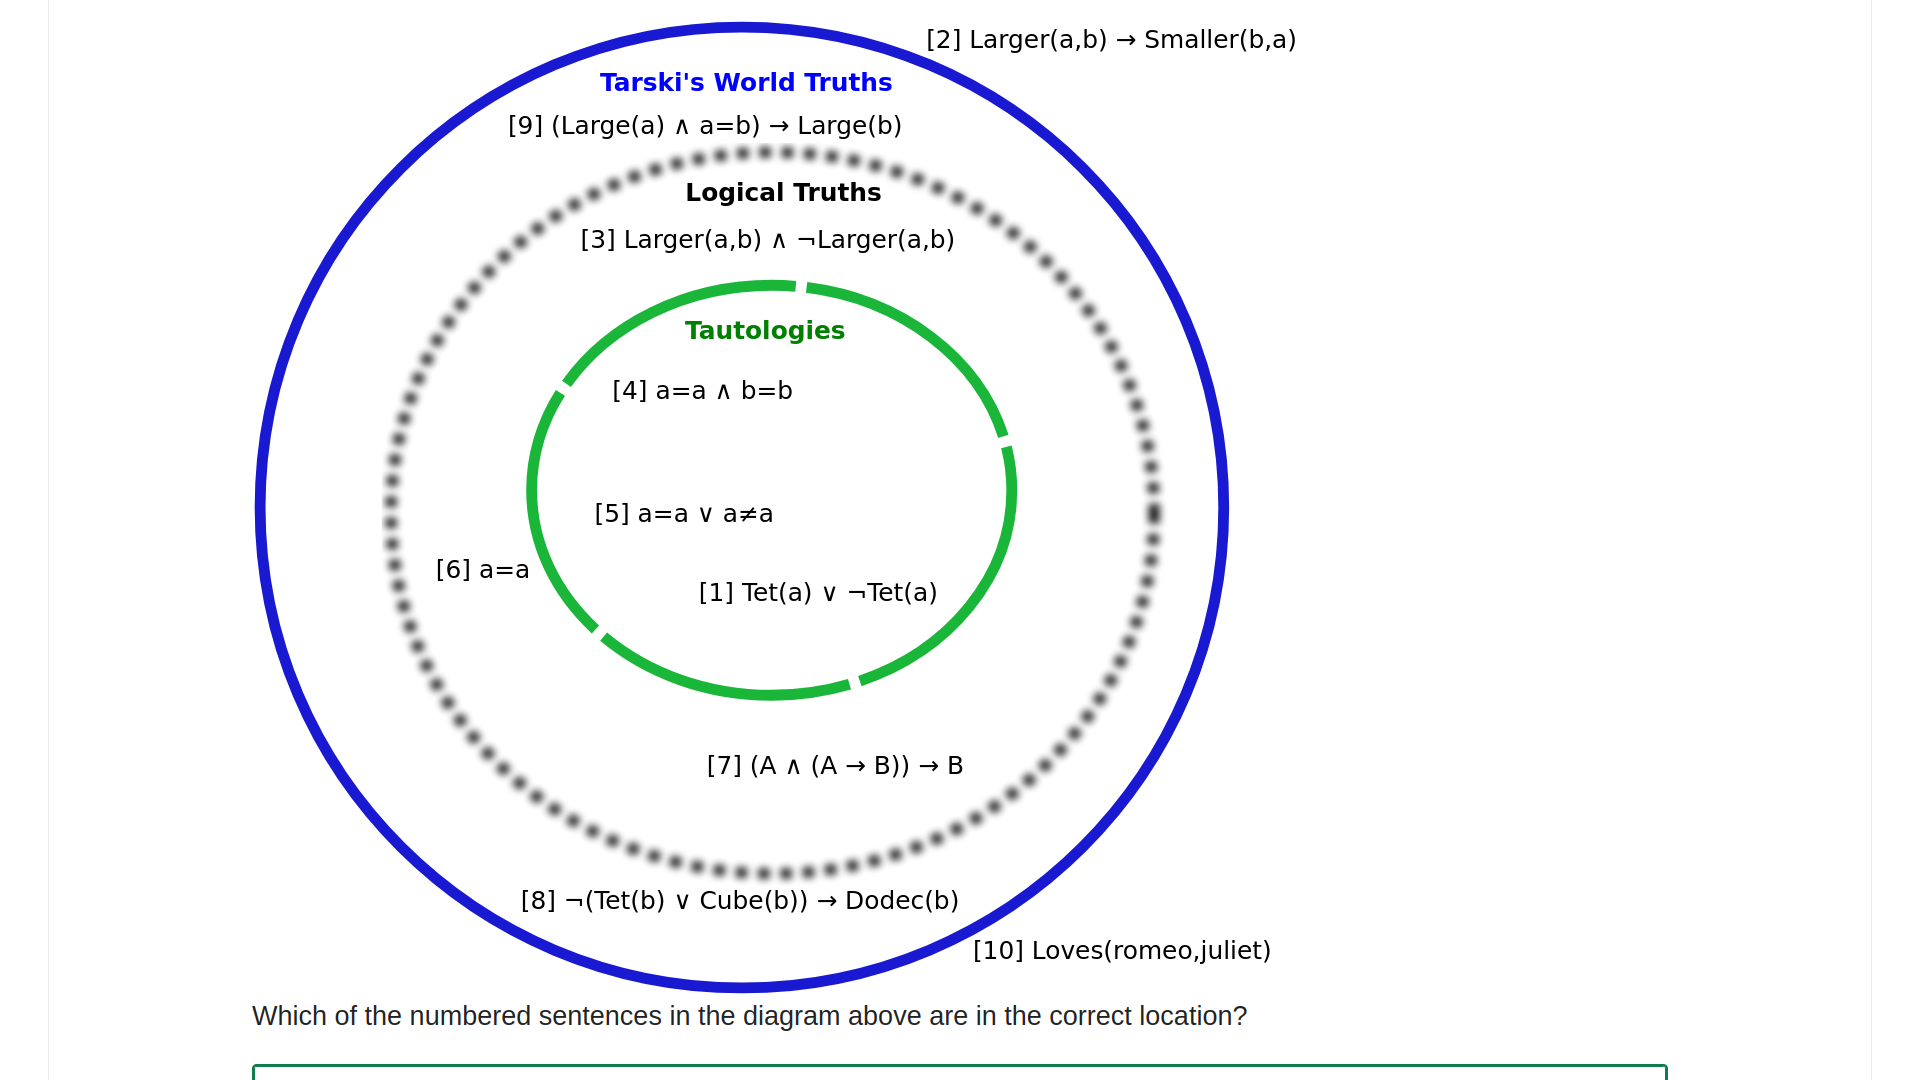 [2] Larger(a,b) → Smaller(b,a)
Tarski's World Truths
[9] (Large(a) ∧ a=b) → Large(b)
Logical Truths
[3] Larger(a,b) ∧ ¬Larger(a,b)
Tautologies
[4] a=a ∧ b=b
[5] a=a ∨ a≠a
[6] a=a
[1] Tet(a) ∨ ¬Tet(a)
[7] (A ∧ (A → B)) → B
[8] ¬(Tet(b) ∨ Cube(b)) → Dodec(b)
[10] Loves(romeo,juliet)
Which of the numbered sentences in the diagram above are in the correct location?